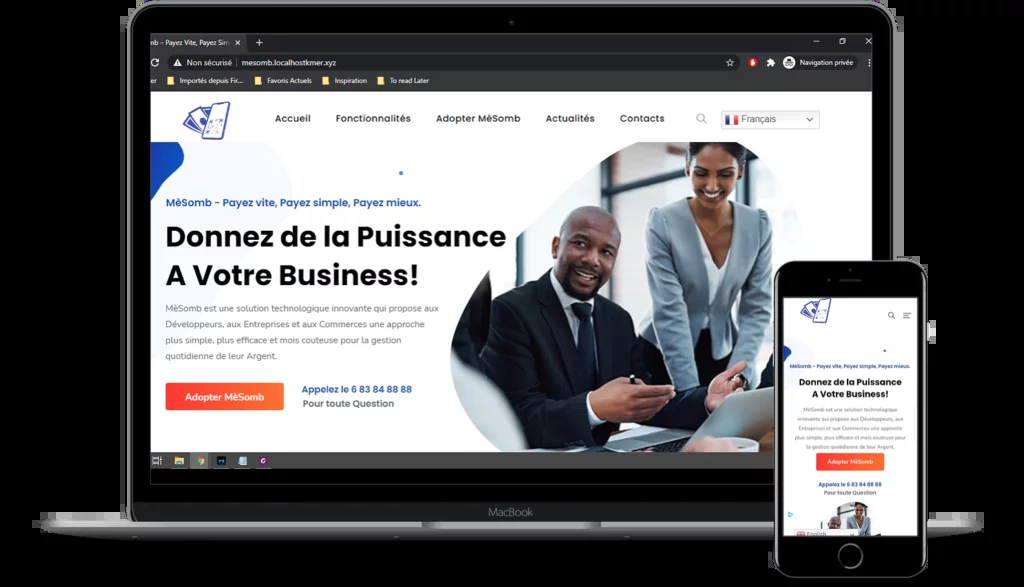 nb – Payez Vite, Payez Sim
Non sécurisé
mesomb.localhostkmer.xyz
Navigation privée
er
Importés depuis Fir...
Favoris Actuels
Inspiration
To read Later
Accueil
Fonctionnalités
Adopter MèSomb
Actualités
Contacts
Français
MèSomb - Payez vite, Payez simple, Payez mieux.
Donnez de la Puissance
A Votre Business!
MèSomb est une solution technologique innovante qui propose aux
Développeurs, aux Entreprises et aux Commerces une approche
plus simple, plus efficace et mois couteuse pour la gestion
quotidienne de leur Argent.
Adopter MèSomb
Appelez le 6 83 84 88 88
Pour toute Question
MacBook
MèSomb - Payez vite, Payez simple, Payez mieux.
Donnez de la Puissance
A Votre Business!
MèSomb est une solution technologique
innovante qui propose aux Développeurs, aux
Entreprises et aux Commerces une approche
plus simple, plus efficace et mois couteuse pour
la gestion quotidienne de leur Argent.
Adopter MèSomb
Appelez le 6 83 84 88 88
Pour toute Question
English